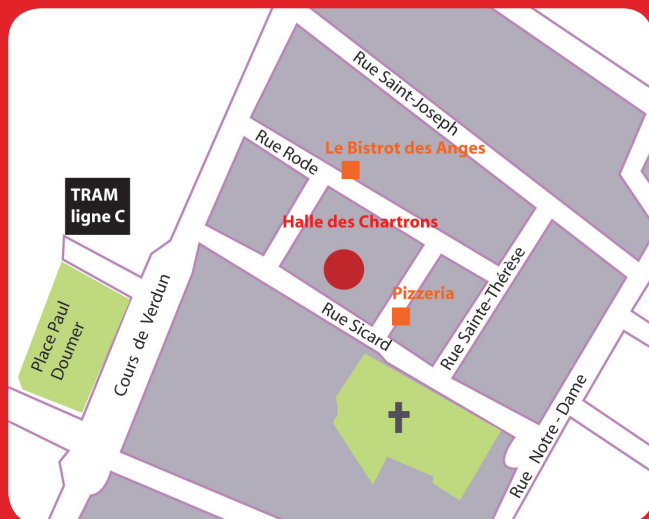 Rue Saint-Joseph
Rue Rode
Le Bistrot des Anges
TRAM
ligne C
Halle des Chartrons
Pizzeria
Rue Sainte-Thérèse
Rue Sicard
Cours de Verdun
Place Paul
Doumer
Rue Notre - Dame